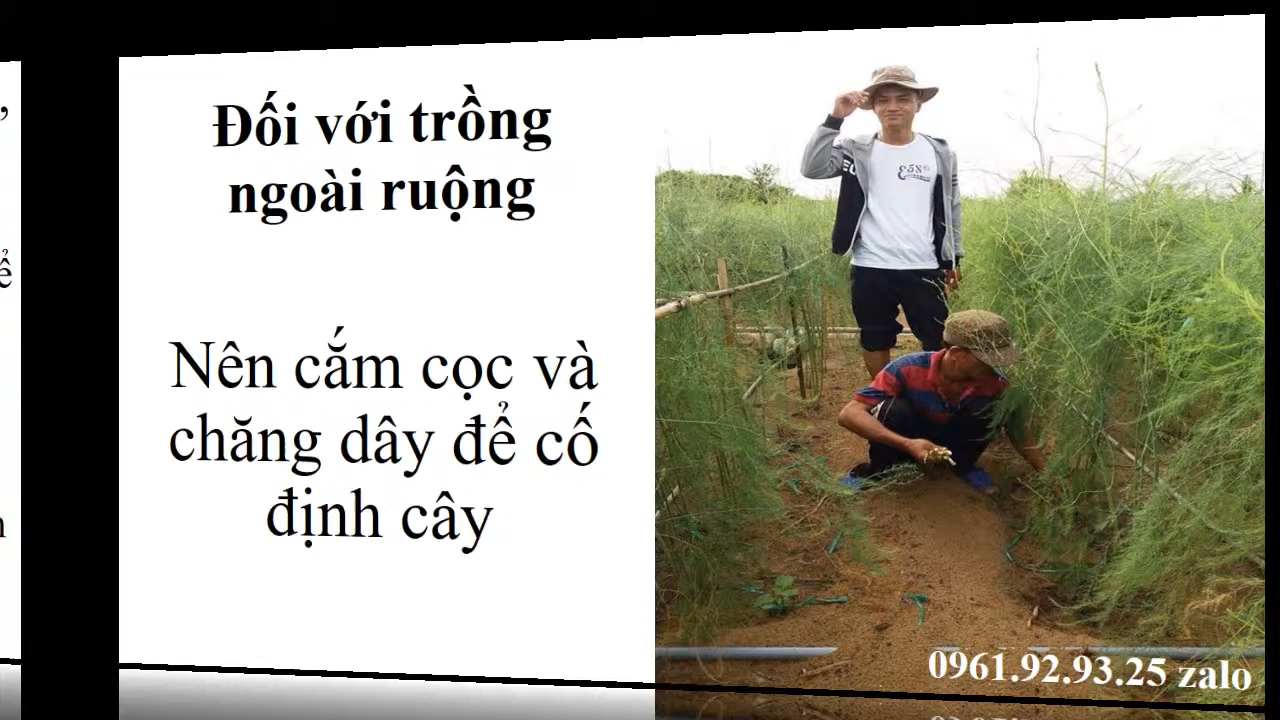 Đối với trồng
ngoài ruộng
Nên cắm cọc và
chăng dây để cố
định cây
0961.92.93.25 zalo